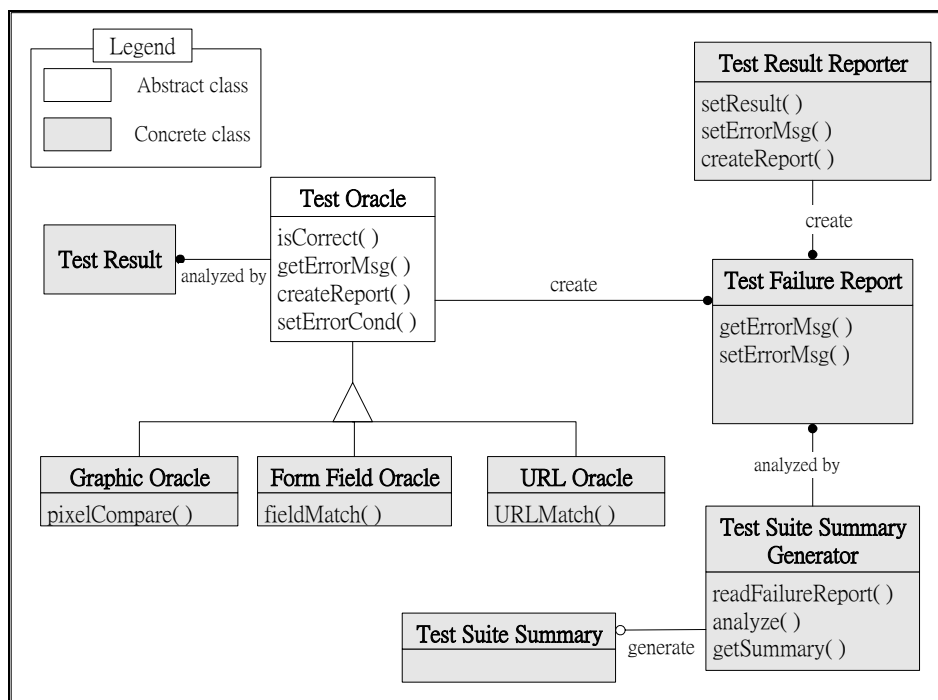 Legend
Abstract class
Concrete class
Test Result Reporter
setResult( )
setErrorMsg( )
createReport( )
create
Test Oracle
isCorrect( )
getErrorMsg( )
createReport( )
setErrorCond( )
Test Result
analyzed by
create
Test Failure Report
getErrorMsg( )
setErrorMsg( )
Graphic Oracle
pixelCompare( )
Form Field Oracle
fieldMatch( )
URL Oracle
URLMatch( )
analyzed by
Test Suite Summary
Generator
readFailureReport( )
analyze( )
getSummary( )
Test Suite Summary
generate